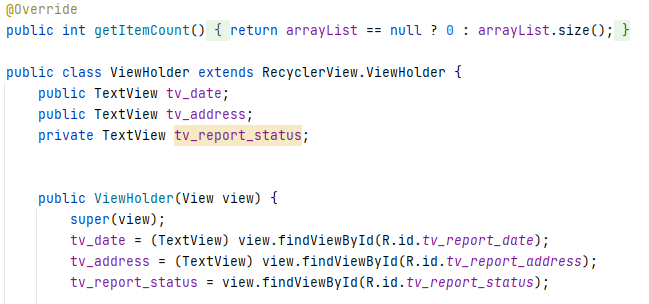 @Override
public int getItemCount() { return arrayList == null ? 0 : arrayList.size(); }
public class ViewHolder extends RecyclerView.ViewHolder {
public TextView tv_date;
public TextView tv_address;
private TextView tv_report_status;
public ViewHolder(View view) {
super(view);
tv_date = (TextView) view.findViewById(R.id.tv_report_date);
tv_address = (TextView) view.findViewById(R.id.tv_report_address);
tv_report_status = view.findViewById(R.id.tv_report_status);